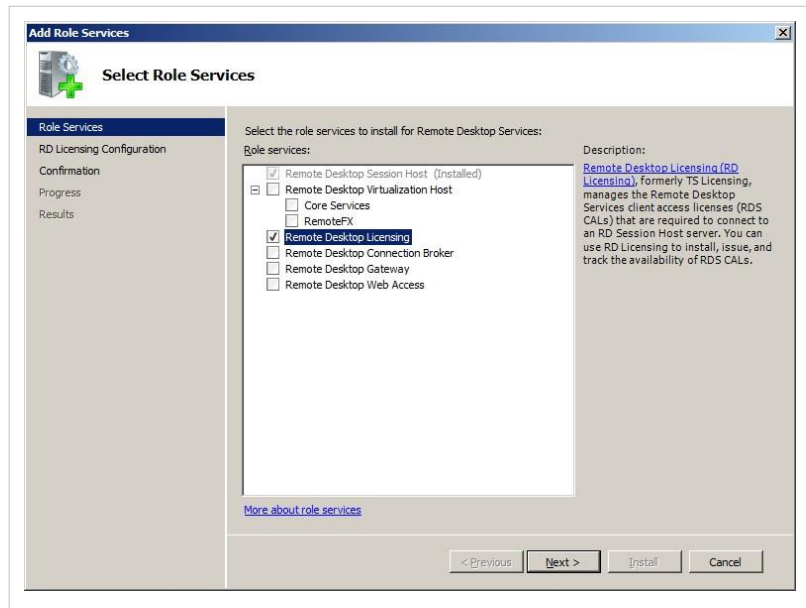 Add Role Services
Select Role Services
Role Services
RD Licensing Configuration
Confirmation
Progress
Results
Select the role services to install for Remote Desktop Services:
Role services:
Remote Desktop Session Host (Installed)
Remote Desktop Virtualization Host
Core Services
RemoteFX
Remote Desktop Licensing
Remote Desktop Connection Broker
Remote Desktop Gateway
Remote Desktop Web Access
More about role services
Description:
Remote Desktop Licensing (RD
Licensing), formerly TS Licensing,
manages the Remote Desktop
Services client access licenses (RDS
CALs) that are required to connect to
an RD Session Host server. You can
use RD Licensing to install, issue, and
track the availability of RDS CALs.
< Previous
Next >
Install
Cancel